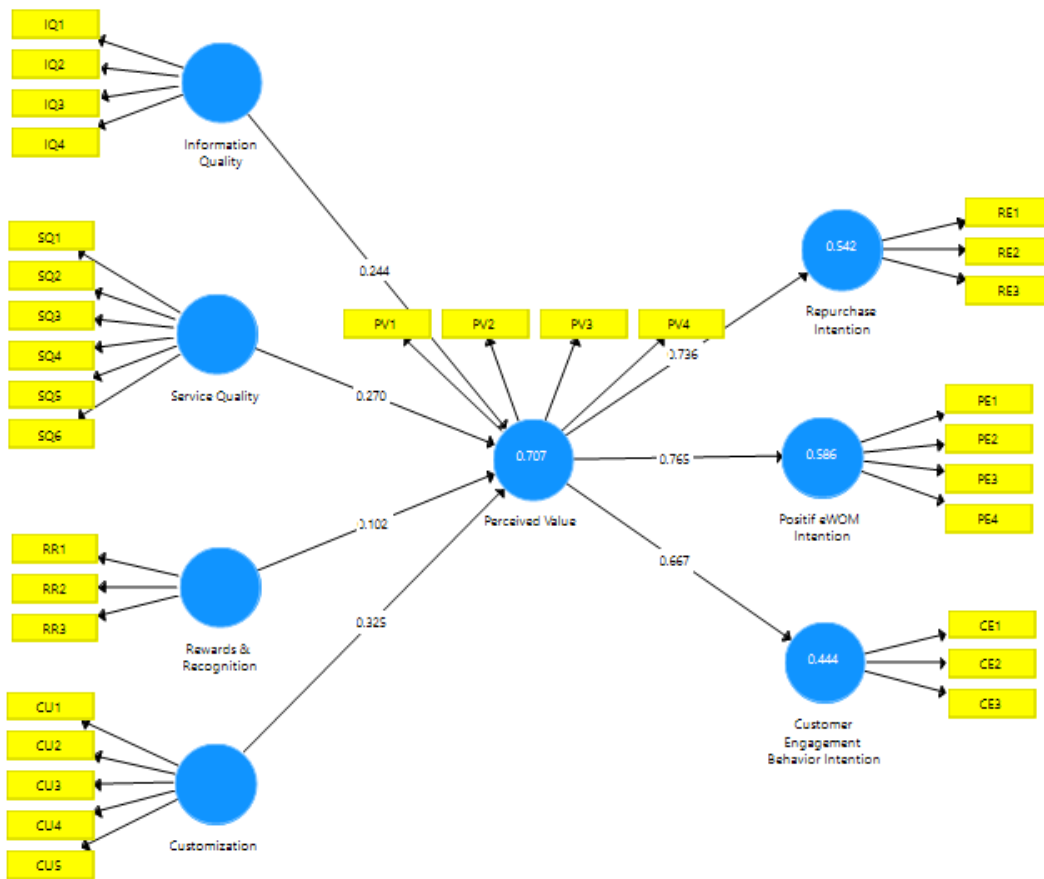 IQ1
IQ2
IQ3
IQ4
Information
Quality
SQ1
SQ2
SQ3
SQ4
SQ5
SQ6
Service Quality
RR1
RR2
RR3
Rewards &
Recognition
CU1
CU2
CU3
CU4
CU5
Customization
0.244
0.270
0.102
0.325
PV1
PV2
PV3
PV4
0.707
Perceived Value
0.736
0.765
0.667
0.542
Repurchase
Intention
RE1
RE2
RE3
0.586
Positif eWOM
Intention
PE1
PE2
PE3
PE4
0.444
Customer
Engagement
Behavior Intention
CE1
CE2
CE3